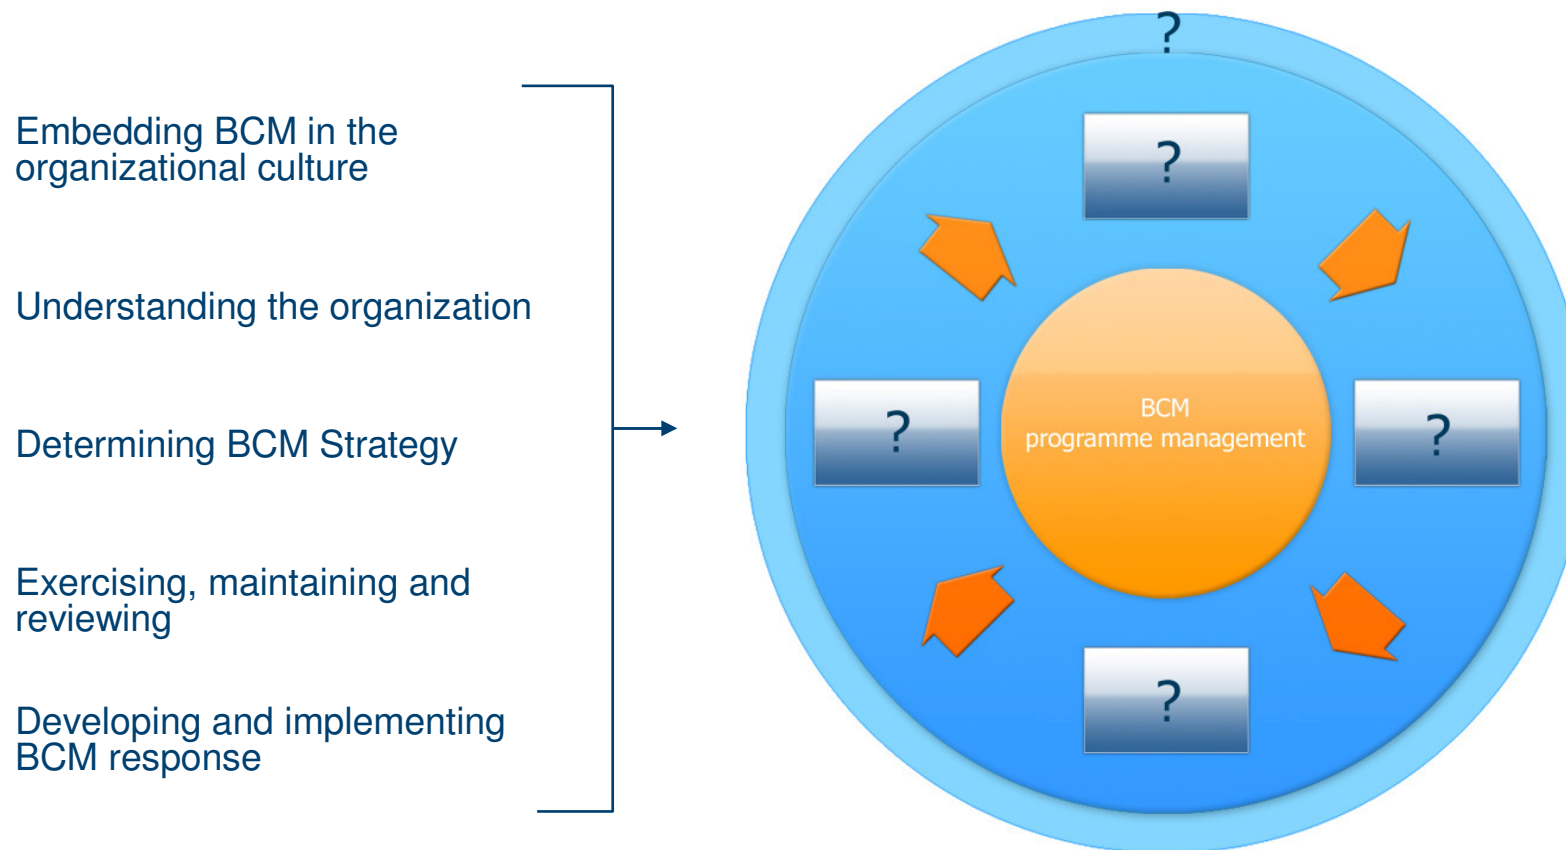 Embedding BCM in the
organizational culture
Understanding the organization
Determining BCM Strategy
Exercising, maintaining and
reviewing
Developing and implementing
BCM response
?
?
?
BCM
programme management
?
?